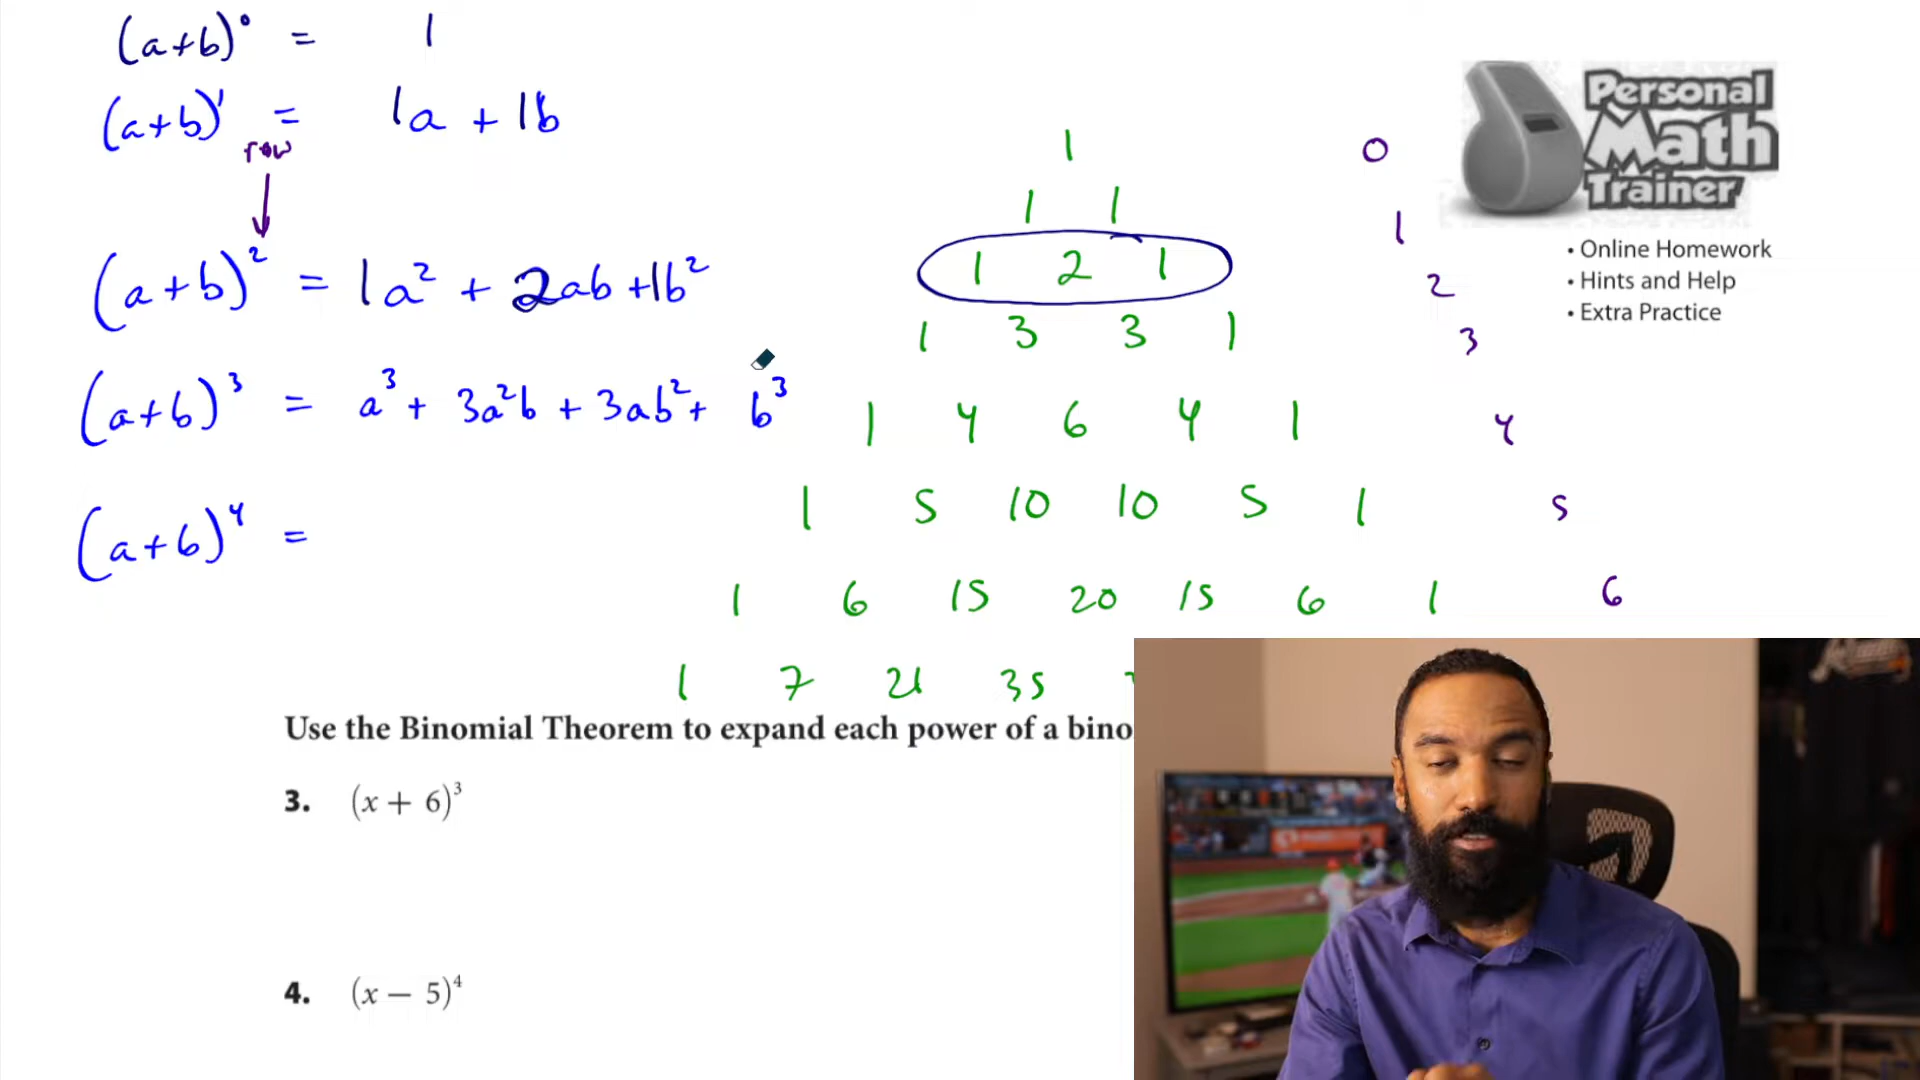 (a+b)⁰ = 1
(a+b)¹ = 1a + 1b
row
(a+b)² = 1a² + 2ab + 1b²
(a+b)³ = a³ + 3a²b + 3ab² + b³
(a+b)⁴ =
1 0
1 1 1
1 2 1 2
1 3 3 1 3
1 4 6 4 1 4
1 5 10 10 5 1 5
1 6 15 20 15 6 1 6
1 7 21 35
Personal
Math
Trainer
• Online Homework
• Hints and Help
• Extra Practice
Use the Binomial Theorem to expand each power of a bino
3. (x + 6)³
4. (x − 5)⁴